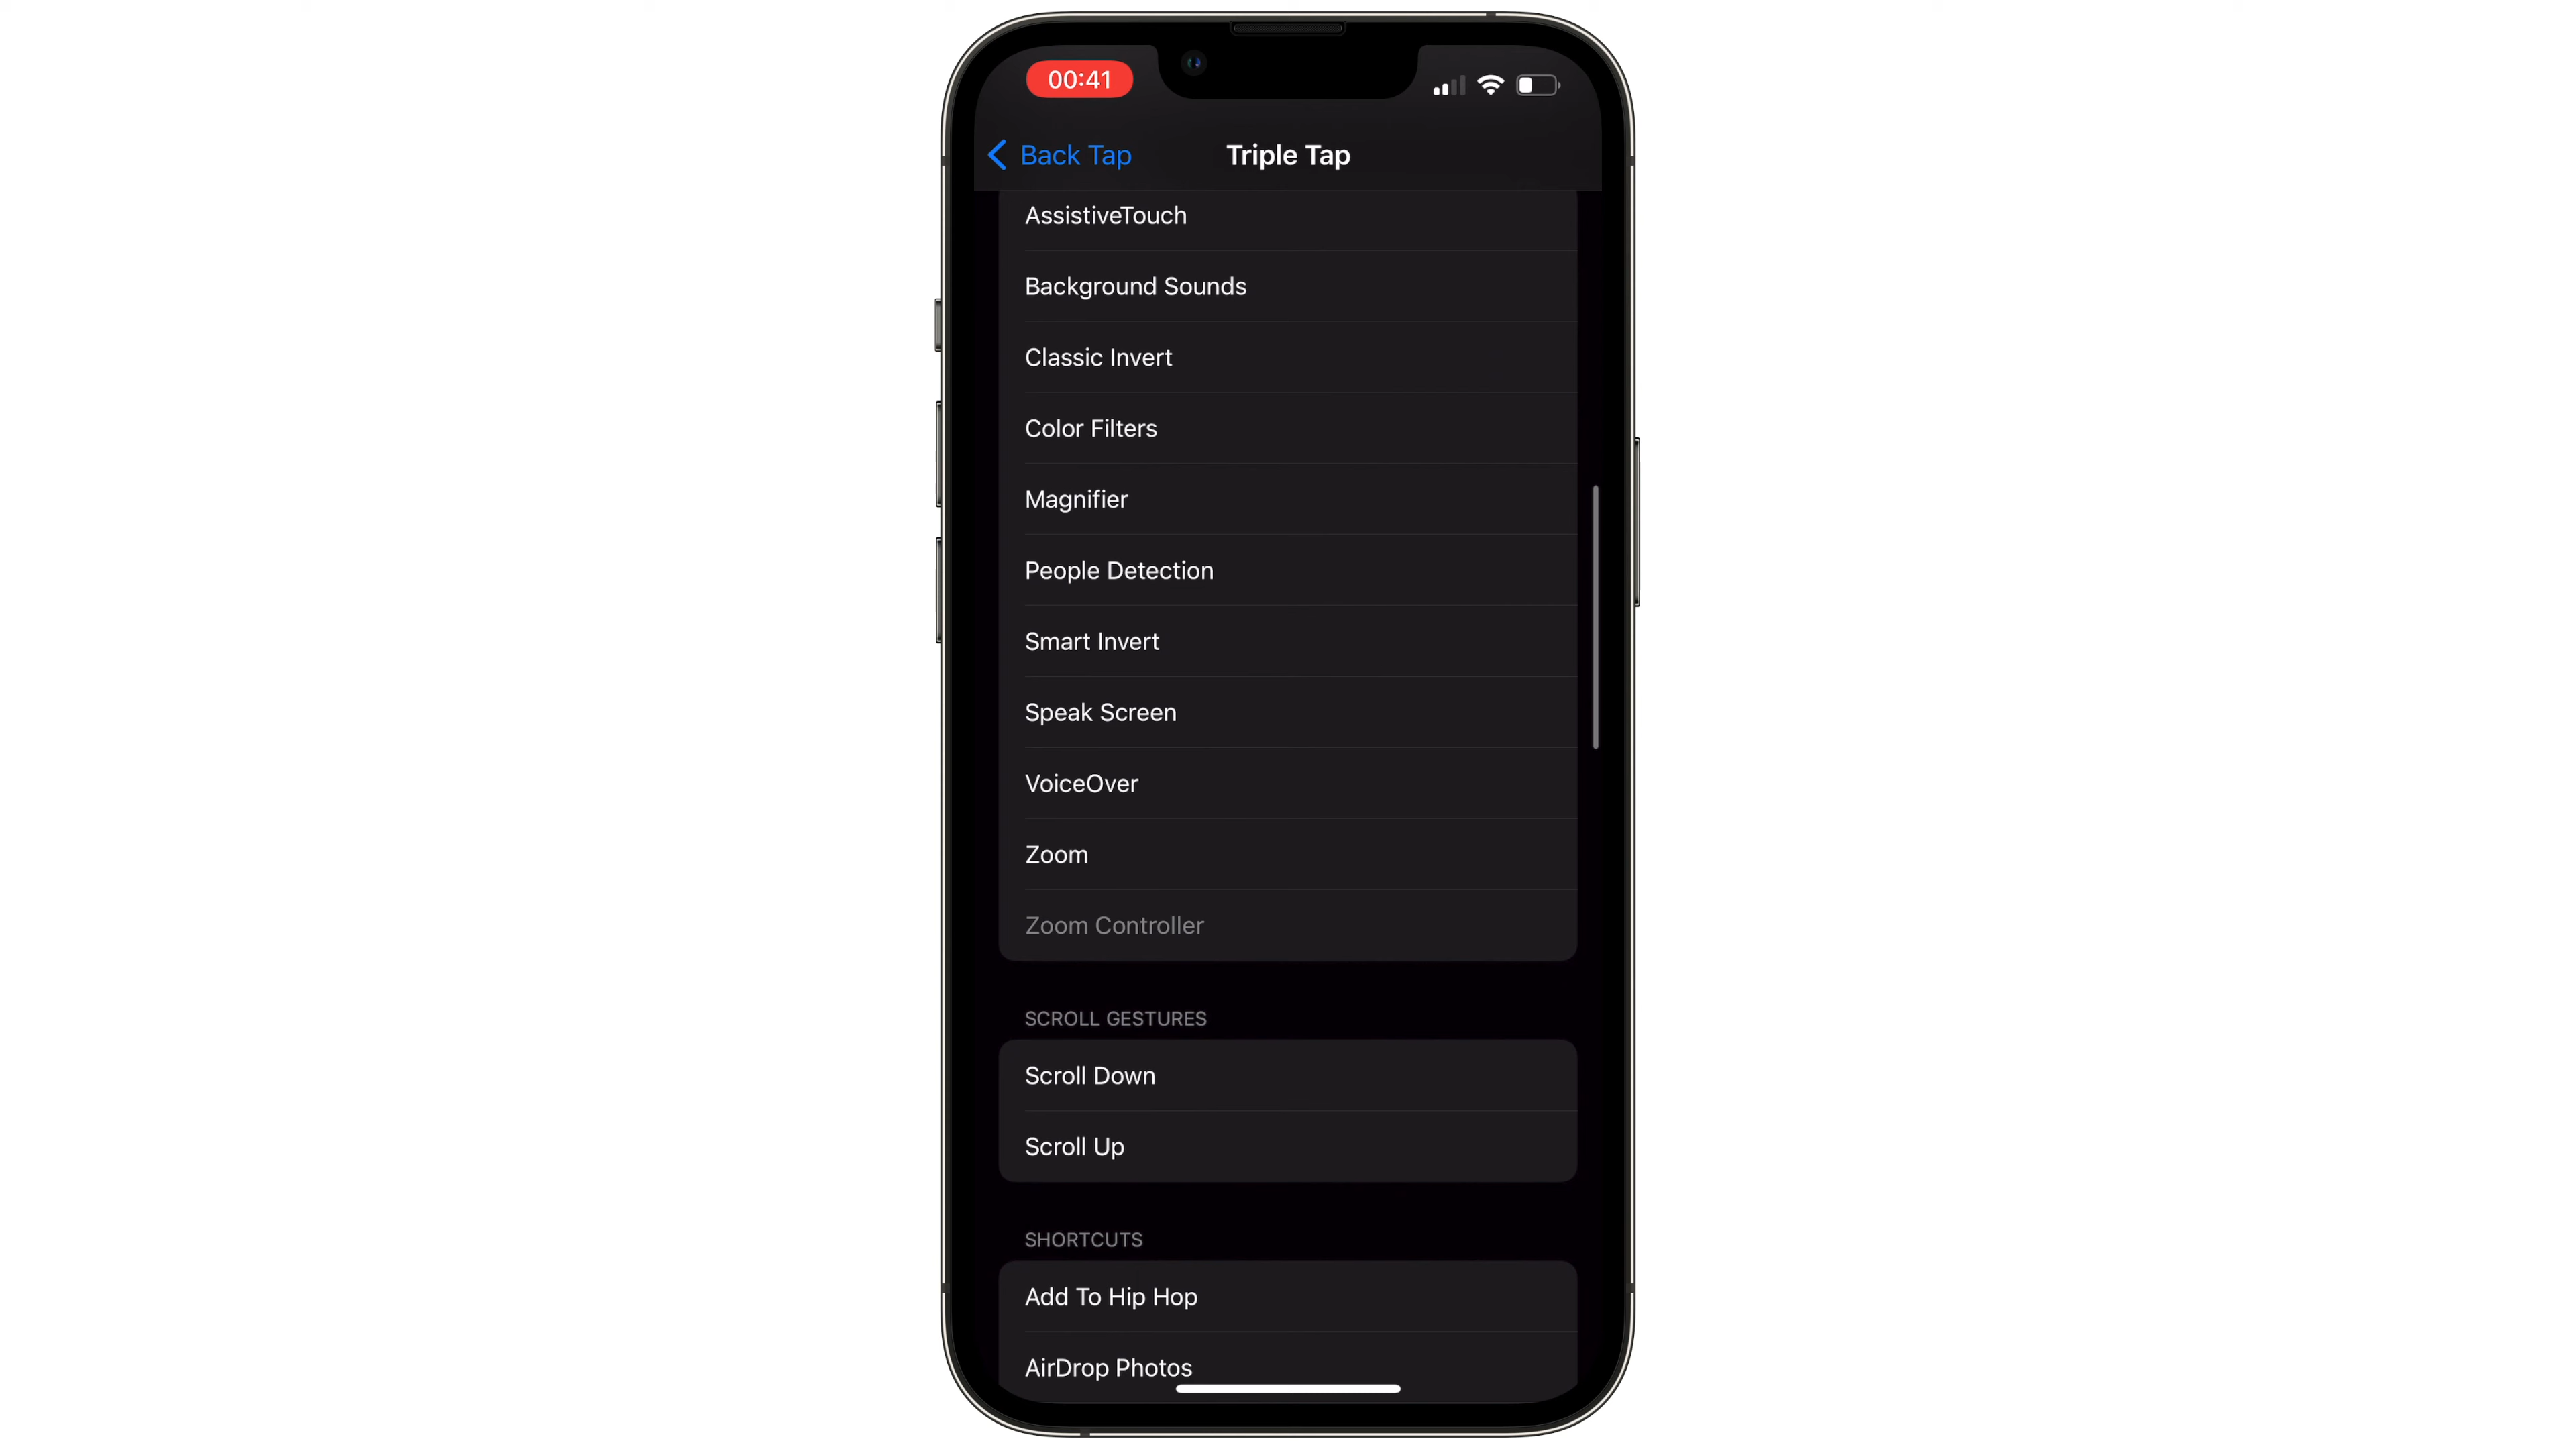 00:41
Back Tap
Triple Tap
AssistiveTouch
Background Sounds
Classic Invert
Color Filters
Magnifier
People Detection
Smart Invert
Speak Screen
VoiceOver
Zoom
Zoom Controller
SCROLL GESTURES
Scroll Down
Scroll Up
SHORTCUTS
Add To Hip Hop
AirDrop Photos